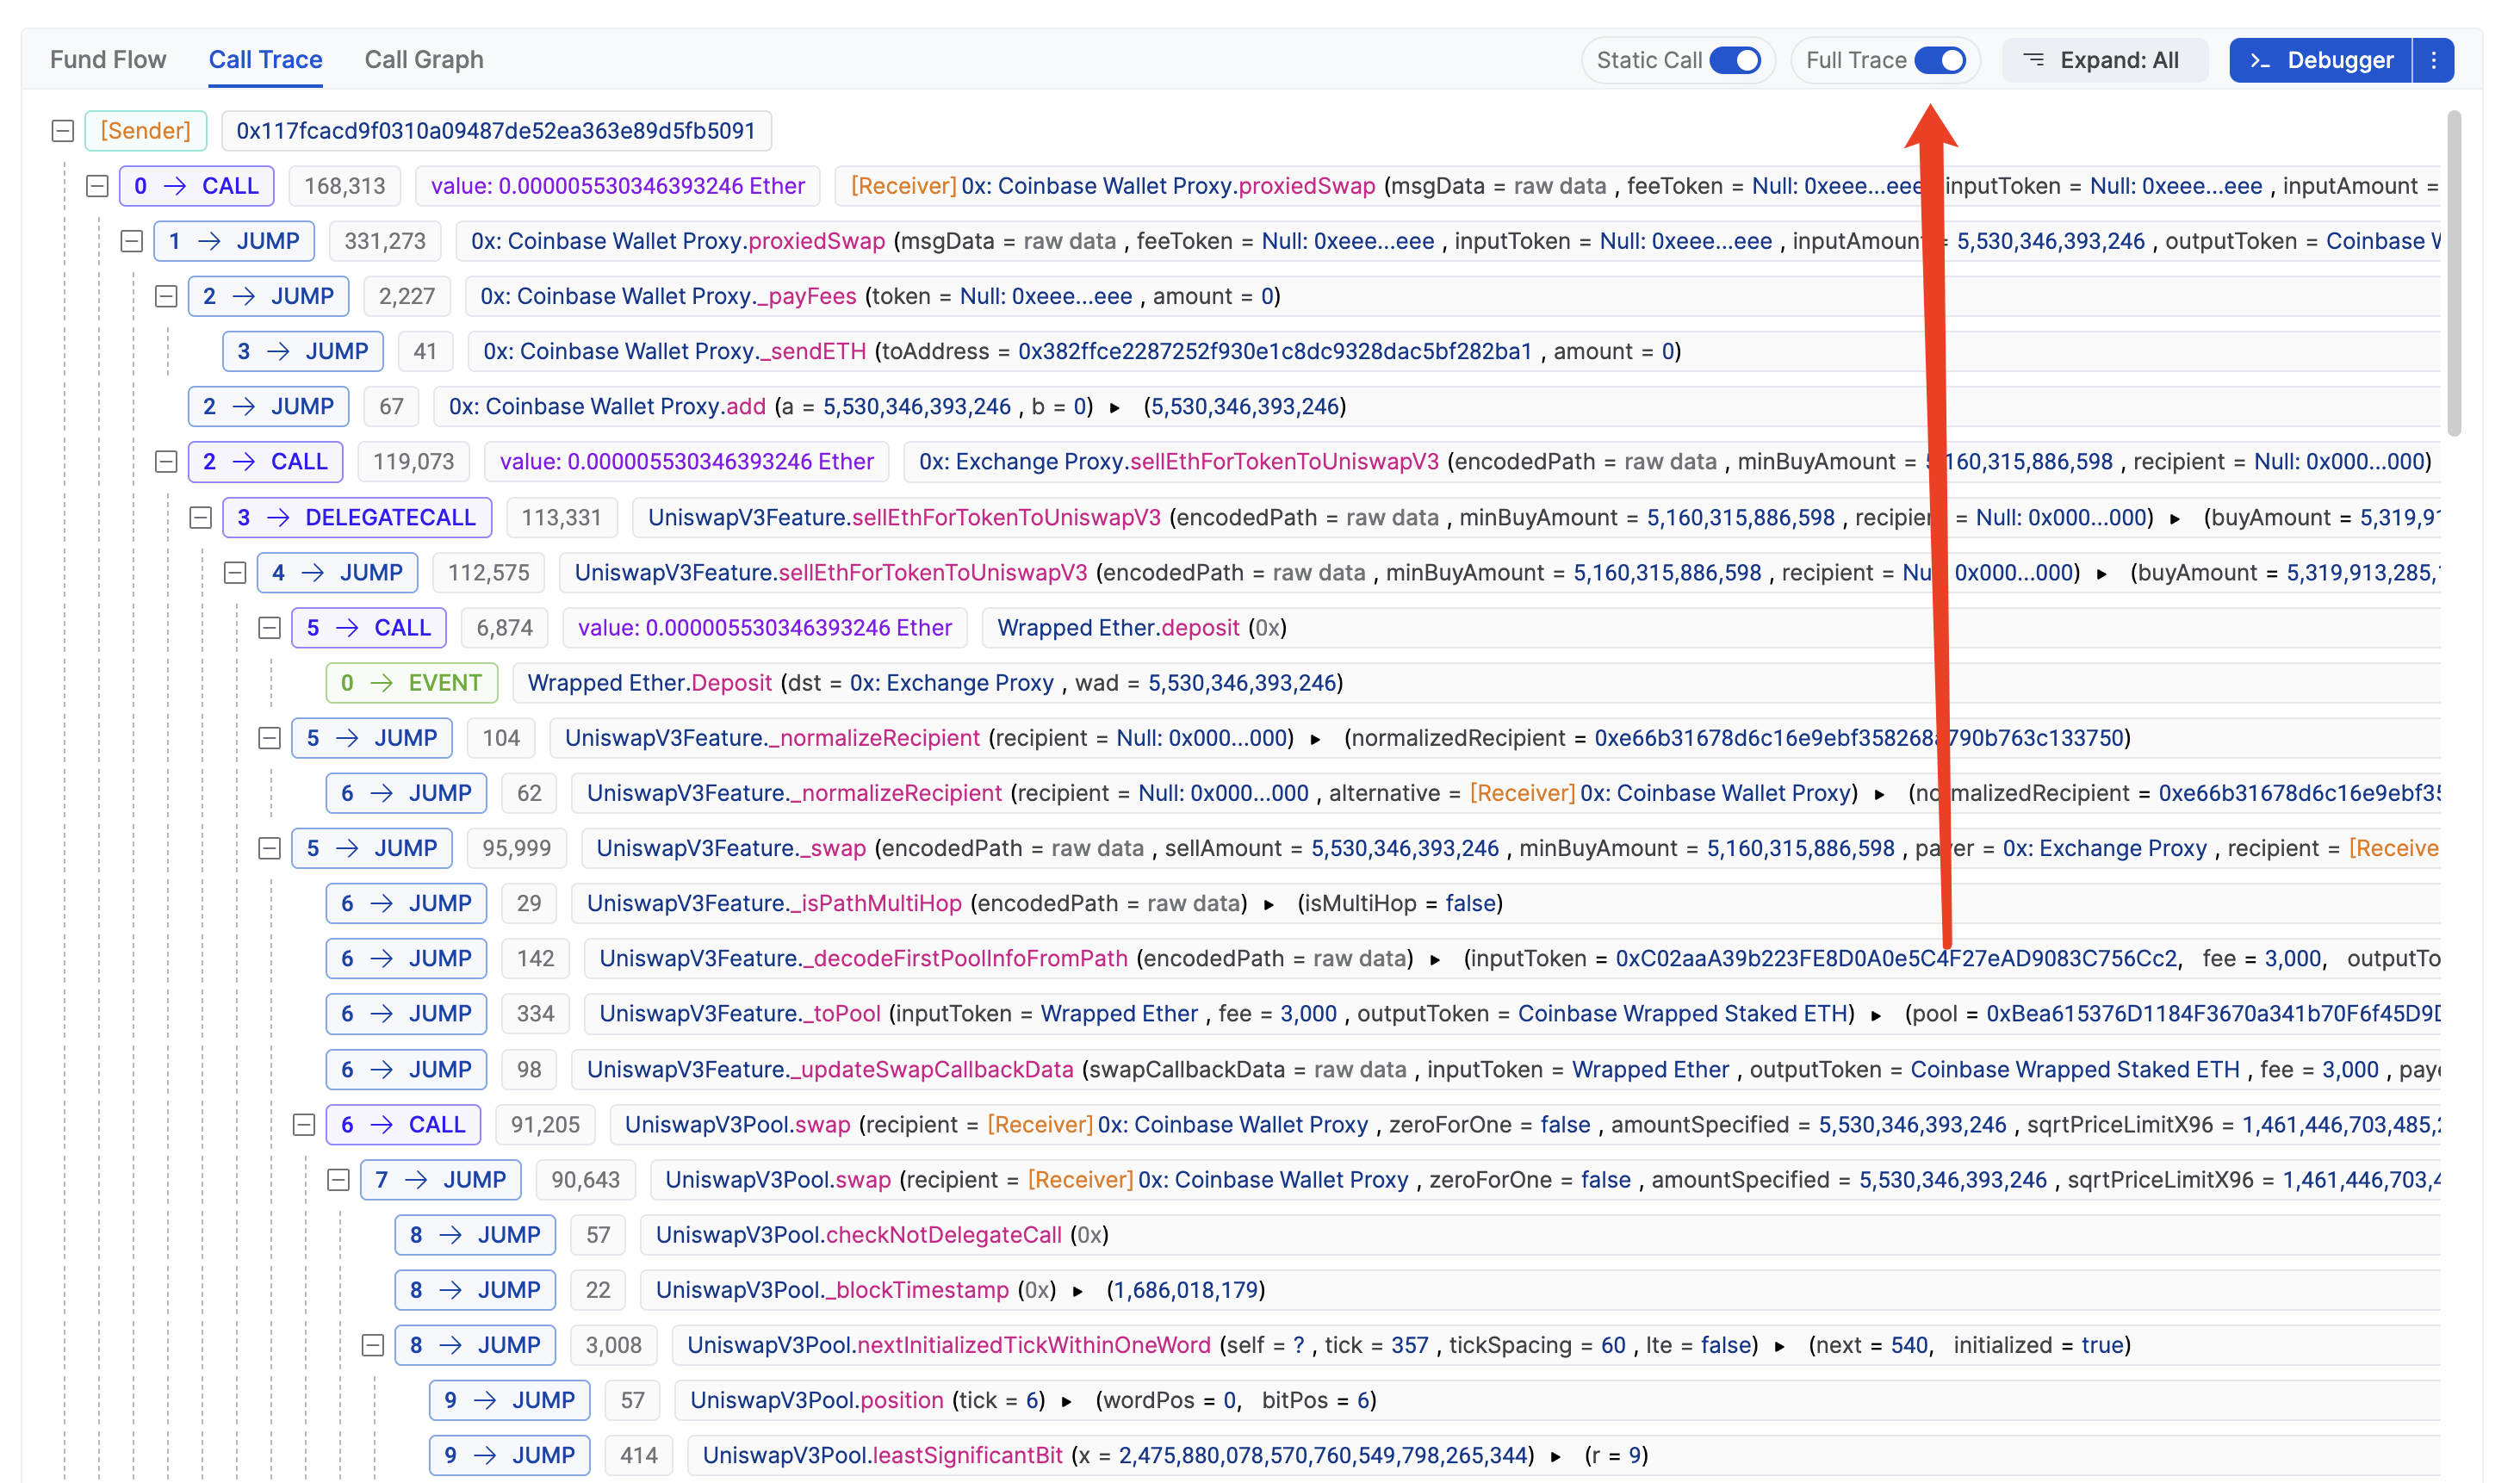 Fund Flow Call Trace Call Graph Static Call Full Trace Expand: All Debugger
[Sender] 0x117fcacd9f0310a09487de52ea363e89d5fb5091
0 → CALL 168,313 value: 0.000005530346393246 Ether [Receiver] 0x: Coinbase Wallet Proxy.proxiedSwap (msgData = raw data , feeToken = Null: 0xeee...eee inputToken = Null: 0xeee...eee , inputAmount =
1 → JUMP 331,273 0x: Coinbase Wallet Proxy.proxiedSwap (msgData = raw data , feeToken = Null: 0xeee...eee , inputToken = Null: 0xeee...eee , inputAmount = 5,530,346,393,246 , outputToken = Coinbase
2 → JUMP 2,227 0x: Coinbase Wallet Proxy._payFees (token = Null: 0xeee...eee , amount = 0)
3 → JUMP 41 0x: Coinbase Wallet Proxy._sendETH (toAddress = 0x382ffce2287252f930e1c8dc9328dac5bf282ba1 , amount = 0)
2 → JUMP 67 0x: Coinbase Wallet Proxy.add (a = 5,530,346,393,246 , b = 0) ▸ (5,530,346,393,246)
2 → CALL 119,073 value: 0.000005530346393246 Ether 0x: Exchange Proxy.sellEthForTokenToUniswapV3 (encodedPath = raw data , minBuyAmount = 5,160,315,886,598 , recipient = Null: 0x000...000)
3 → DELEGATECALL 113,331 UniswapV3Feature.sellEthForTokenToUniswapV3 (encodedPath = raw data , minBuyAmount = 5,160,315,886,598 , recipient = Null: 0x000...000) ▸ (buyAmount = 5,319,91
4 → JUMP 112,575 UniswapV3Feature.sellEthForTokenToUniswapV3 (encodedPath = raw data , minBuyAmount = 5,160,315,886,598 , recipient = Null: 0x000...000) ▸ (buyAmount = 5,319,913,285,
5 → CALL 6,874 value: 0.000005530346393246 Ether Wrapped Ether.deposit (0x)
0 → EVENT Wrapped Ether.Deposit (dst = 0x: Exchange Proxy , wad = 5,530,346,393,246)
5 → JUMP 104 UniswapV3Feature._normalizeRecipient (recipient = Null: 0x000...000) ▸ (normalizedRecipient = 0xe66b31678d6c16e9ebf358268a790b763c133750)
6 → JUMP 62 UniswapV3Feature._normalizeRecipient (recipient = Null: 0x000...000 , alternative = [Receiver] 0x: Coinbase Wallet Proxy) ▸ (normalizedRecipient = 0xe66b31678d6c16e9ebf35
5 → JUMP 95,999 UniswapV3Feature._swap (encodedPath = raw data , sellAmount = 5,530,346,393,246 , minBuyAmount = 5,160,315,886,598 , payer = 0x: Exchange Proxy , recipient = [Receive
6 → JUMP 29 UniswapV3Feature._isPathMultiHop (encodedPath = raw data) ▸ (isMultiHop = false)
6 → JUMP 142 UniswapV3Feature._decodeFirstPoolInfoFromPath (encodedPath = raw data) ▸ (inputToken = 0xC02aaA39b223FE8D0A0e5C4F27eAD9083C756Cc2, fee = 3,000, outputTo
6 → JUMP 334 UniswapV3Feature._toPool (inputToken = Wrapped Ether , fee = 3,000 , outputToken = Coinbase Wrapped Staked ETH) ▸ (pool = 0xBea615376D1184F3670a341b70F6f45D9D
6 → JUMP 98 UniswapV3Feature._updateSwapCallbackData (swapCallbackData = raw data , inputToken = Wrapped Ether , outputToken = Coinbase Wrapped Staked ETH , fee = 3,000 , paye
6 → CALL 91,205 UniswapV3Pool.swap (recipient = [Receiver] 0x: Coinbase Wallet Proxy , zeroForOne = false , amountSpecified = 5,530,346,393,246 , sqrtPriceLimitX96 = 1,461,446,703,485,2
7 → JUMP 90,643 UniswapV3Pool.swap (recipient = [Receiver] 0x: Coinbase Wallet Proxy , zeroForOne = false , amountSpecified = 5,530,346,393,246 , sqrtPriceLimitX96 = 1,461,446,703,4
8 → JUMP 57 UniswapV3Pool.checkNotDelegateCall (0x)
8 → JUMP 22 UniswapV3Pool._blockTimestamp (0x) ▸ (1,686,018,179)
8 → JUMP 3,008 UniswapV3Pool.nextInitializedTickWithinOneWord (self = ? , tick = 357 , tickSpacing = 60 , lte = false) ▸ (next = 540, initialized = true)
9 → JUMP 57 UniswapV3Pool.position (tick = 6) ▸ (wordPos = 0, bitPos = 6)
9 → JUMP 414 UniswapV3Pool.leastSignificantBit (x = 2,475,880,078,570,760,549,798,265,344) ▸ (r = 9)